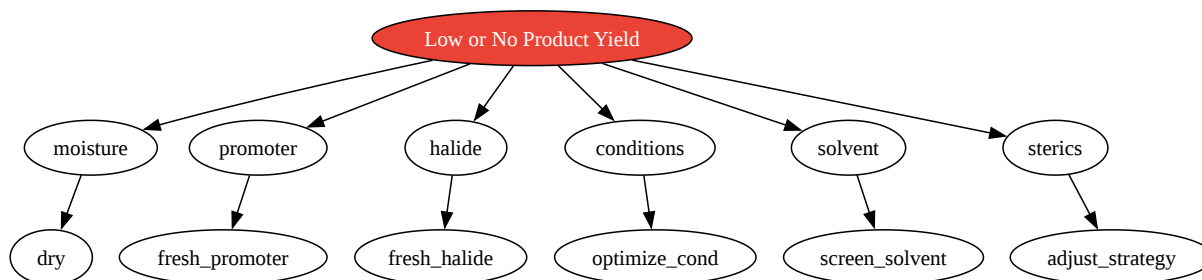 Low or No Product Yield
moisture
promoter
halide
conditions
solvent
sterics
dry
fresh_promoter
fresh_halide
optimize_cond
screen_solvent
adjust_strategy